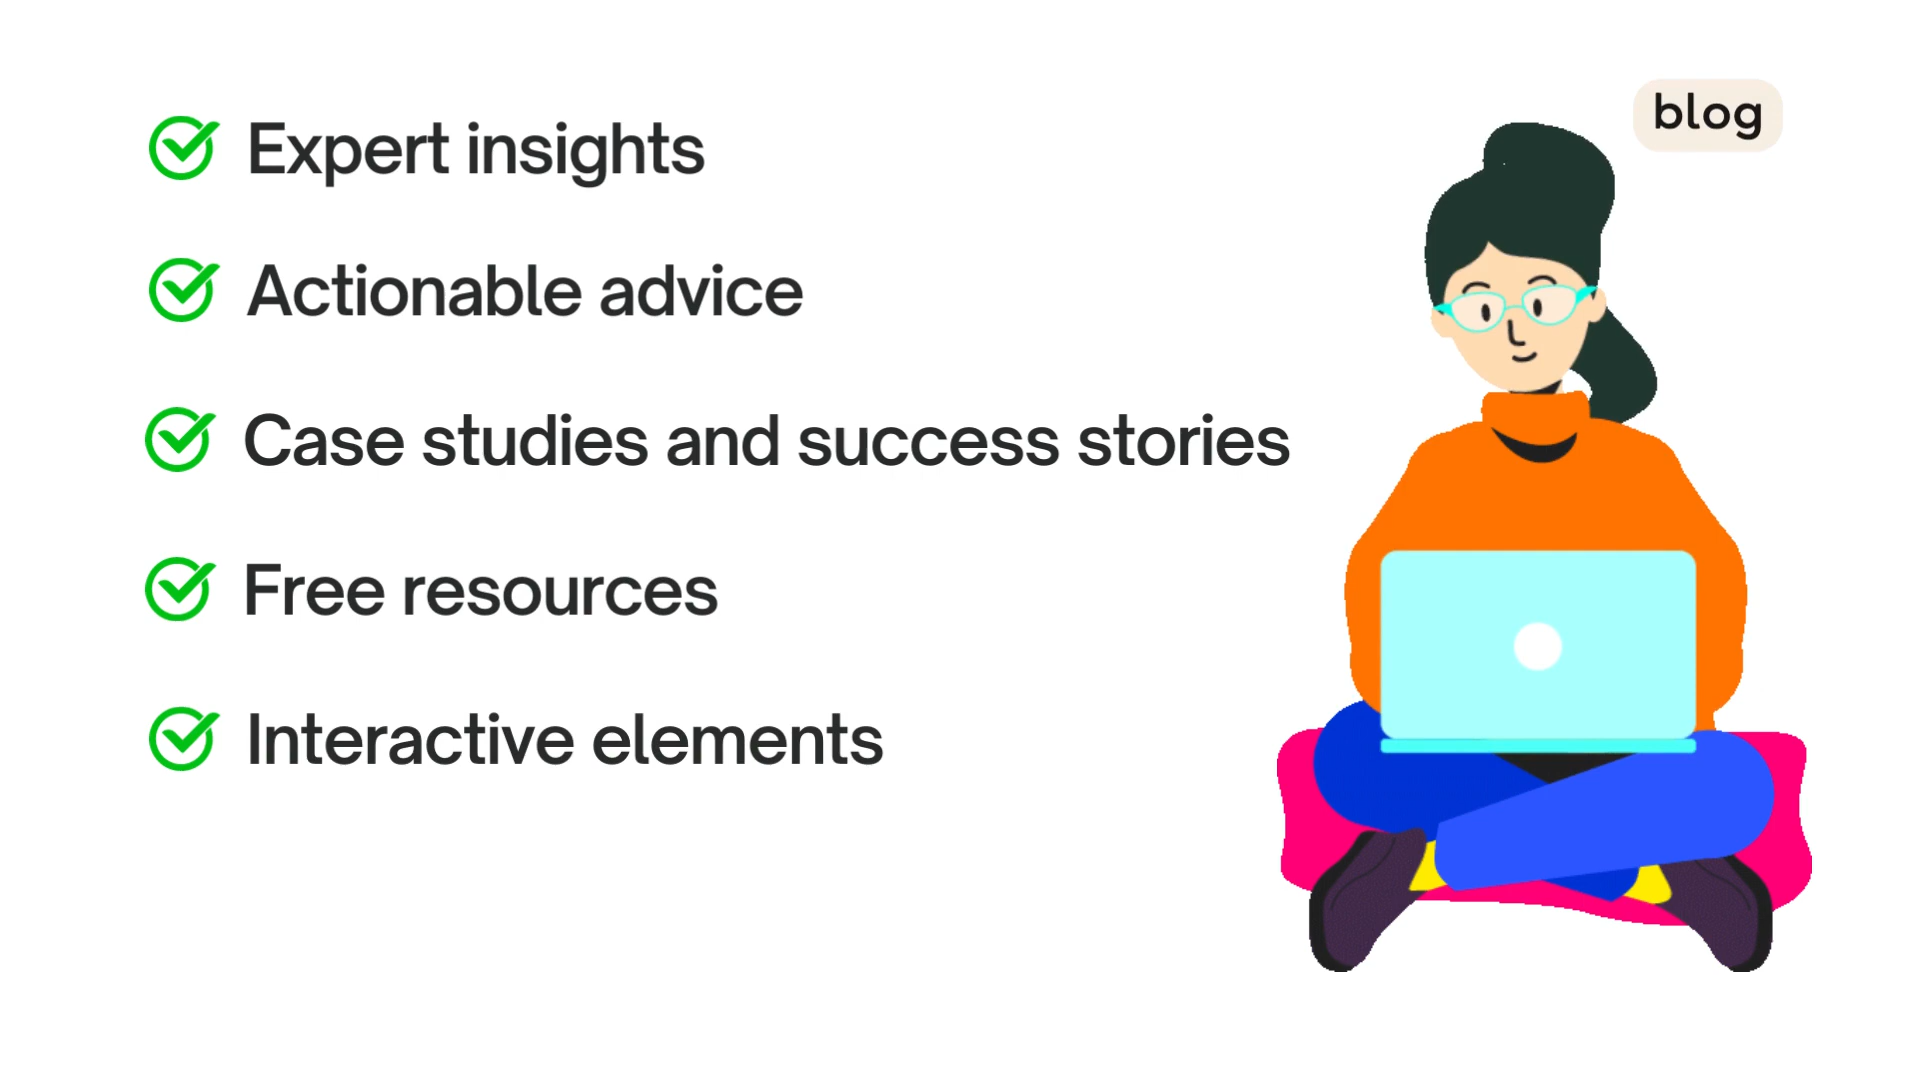 blog
Expert insights
Actionable advice
Case studies and success stories
Free resources
Interactive elements